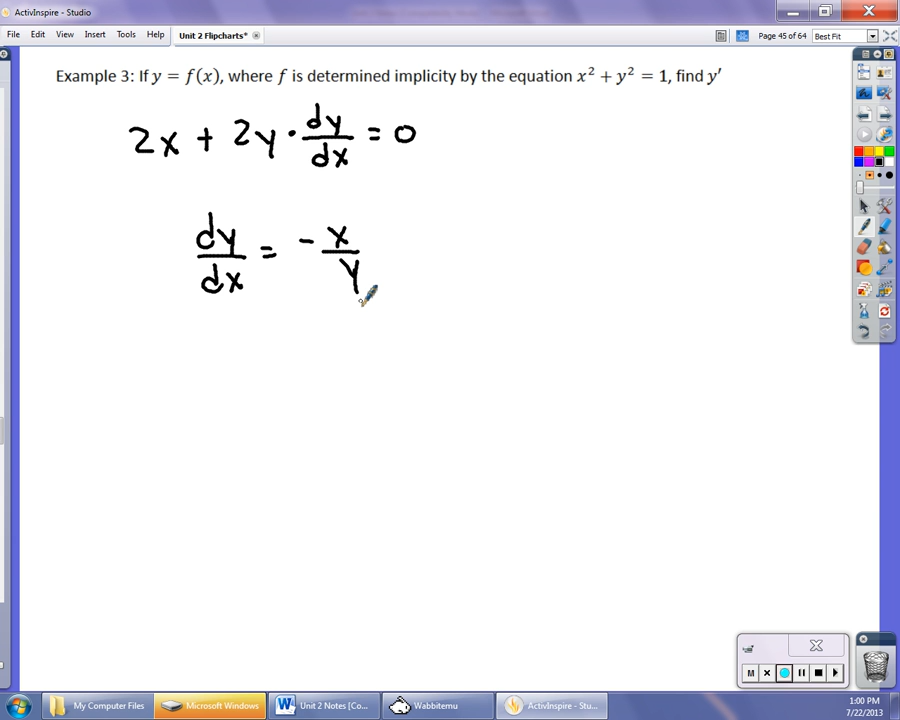 ActivInspire - Studio
File Edit View Insert Tools Help Unit 2 Flipcharts* Page 45 of 64 Best Fit
Example 3: If y = f(x), where f is determined implicity by the equation x² + y² = 1, find y′
2x + 2y · dy/dx = 0
dy/dx = - x/y
M
My Computer Files Microsoft Windows Unit 2 Notes [Co... Wabbitemu ActivInspire - Stu... 1:00 PM
7/22/2013